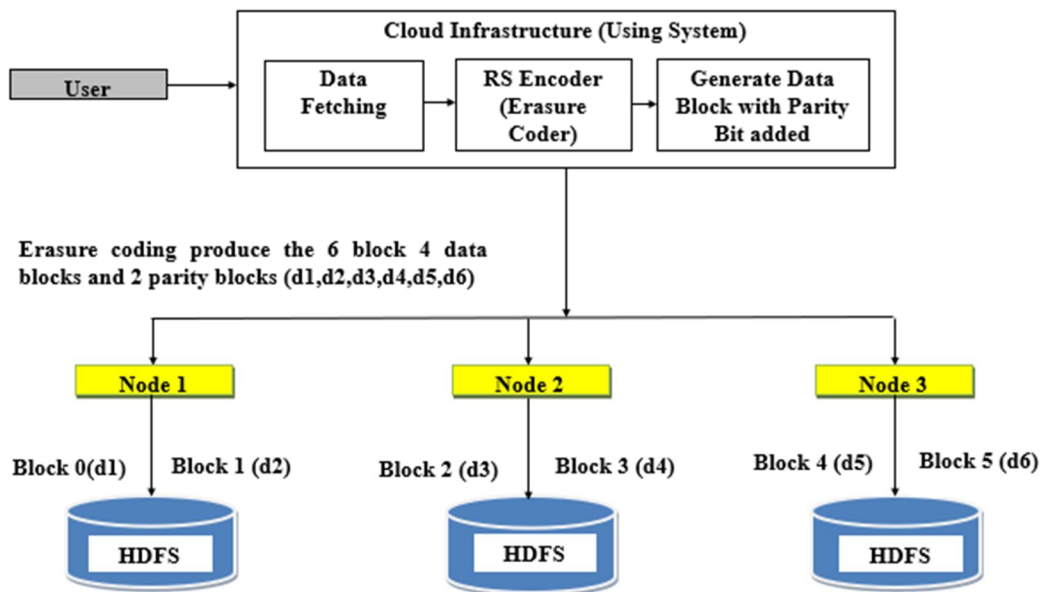 Cloud Infrastructure (Using System)
User
Data
Fetching
RS Encoder
(Erasure
Coder)
Generate Data
Block with Parity
Bit added
Erasure coding produce the 6 block 4 data
blocks and 2 parity blocks (d1,d2,d3,d4,d5,d6)
Node 1
Node 2
Node 3
Block 0(d1)
Block 1 (d2)
Block 2 (d3)
Block 3 (d4)
Block 4 (d5)
Block 5 (d6)
HDFS
HDFS
HDFS